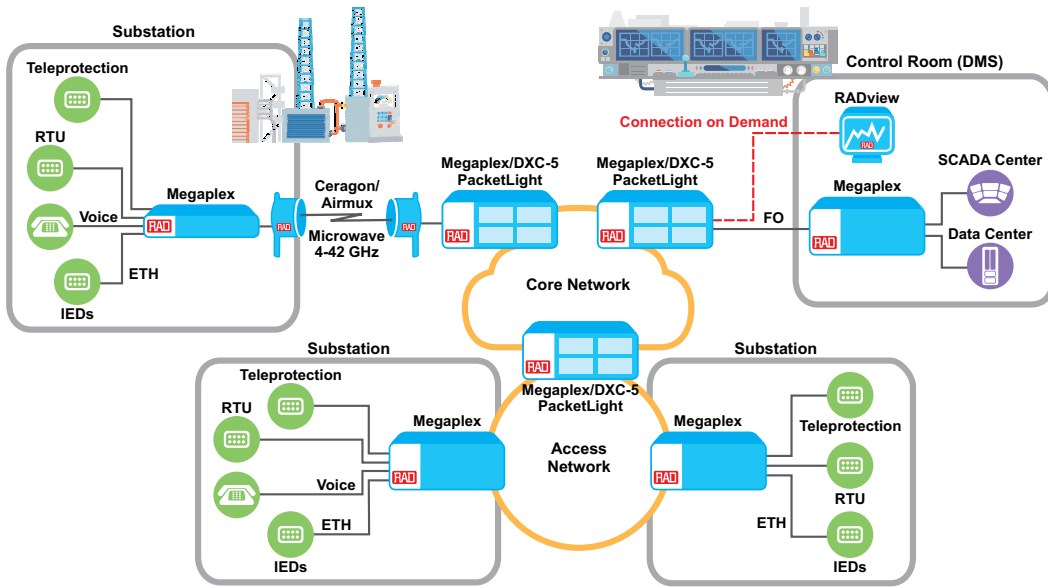 Substation
Teleprotection
RTU
Megaplex
RAD
Voice
ETH
IEDs
RAD
Ceragon/
Airmux
Microwave
4-42 GHz
RAD
Megaplex/DXC-5
PacketLight
RAD
Megaplex/DXC-5
PacketLight
RAD
Connection on Demand
FO
Control Room (DMS)
RADview
RAD
SCADA Center
Megaplex
RAD
Data Center
Core Network
RAD
Megaplex/DXC-5
PacketLight
Access
Network
Substation
Teleprotection
RTU
Megaplex
RAD
Voice
ETH
IEDs
Substation
Megaplex
RAD
Teleprotection
RTU
ETH
IEDs